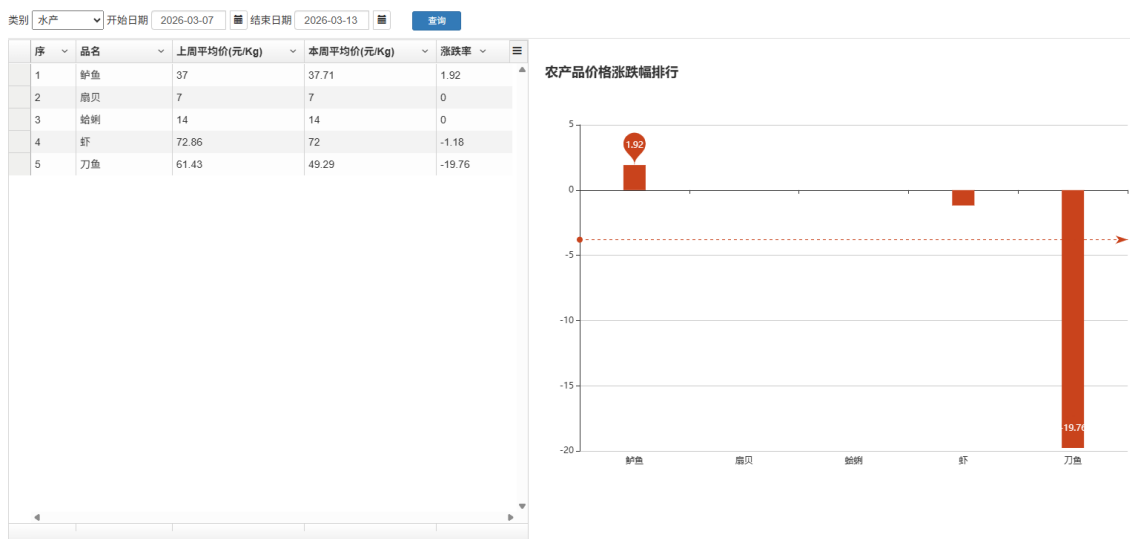 类别 水产 开始日期 2026-03-07 结束日期 2026-03-13 查询
序 品名 上周平均价(元/Kg) 本周平均价(元/Kg) 涨跌率
1 鲈鱼 37 37.71 1.92
2 扇贝 7 7 0
3 蛤蜊 14 14 0
4 虾 72.86 72 -1.18
5 刀鱼 61.43 49.29 -19.76
农产品价格涨跌幅排行
5
1.92
0
-5
-10
-15
-19.76
-20
鲈鱼 扇贝 蛤蜊 虾 刀鱼